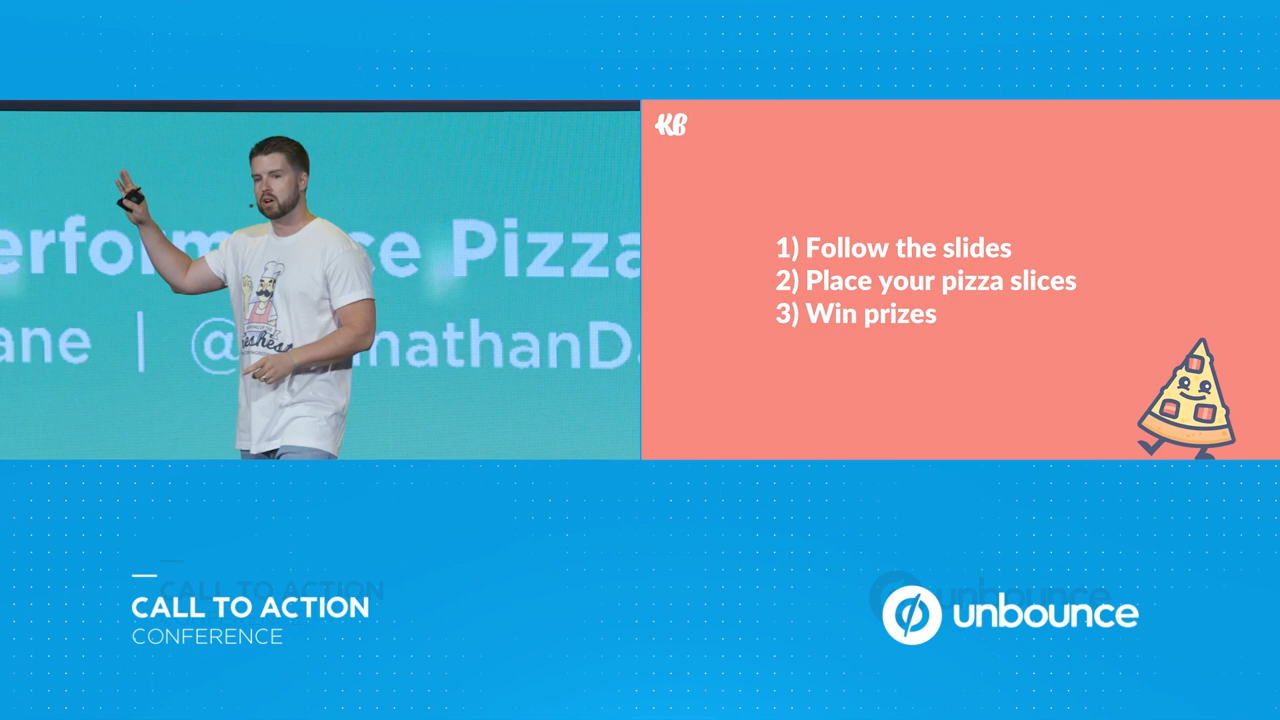 erformance Pizza
ane | @JonathanD
KB
1) Follow the slides
2) Place your pizza slices
3) Win prizes
CALL TO ACTION
CONFERENCE
unbounce